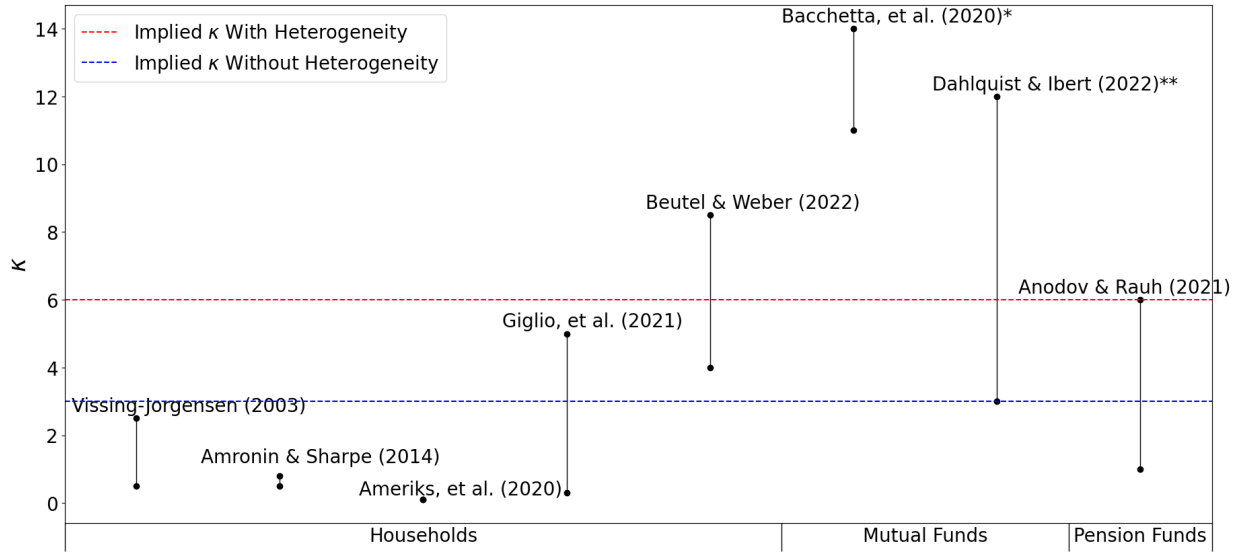 Bacchetta, et al. (2020)*
Implied κ With Heterogeneity
Implied κ Without Heterogeneity
Dahlquist & Ibert (2022)**
Beutel & Weber (2022)
Anodov & Rauh (2021)
Giglio, et al. (2021)
Vissing-Jorgensen (2003)
Amronin & Sharpe (2014)
Ameriks, et al. (2020)
κ
14
12
10
8
6
4
2
0
Households
Mutual Funds
Pension Funds